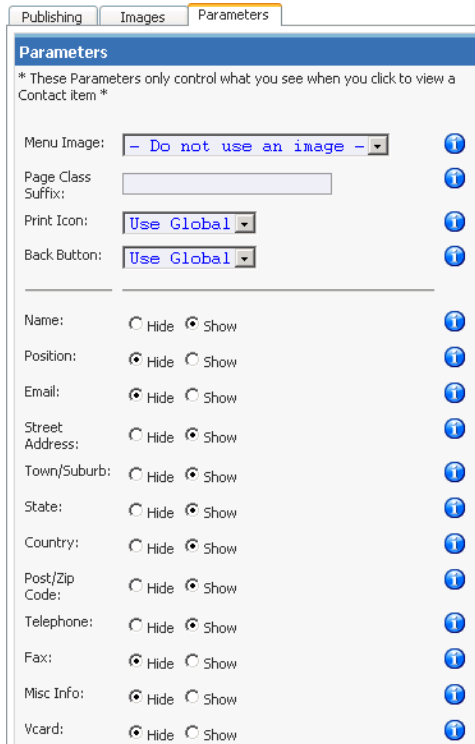 Publishing Images Parameters
Parameters
* These Parameters only control what you see when you click to view a
Contact item *
Menu Image: - Do not use an image -
Page Class
Suffix:
Print Icon: Use Global
Back Button: Use Global
Name: Hide Show
Position: Hide Show
Email: Hide Show
Street
Address: Hide Show
Town/Suburb: Hide Show
State: Hide Show
Country: Hide Show
Post/Zip
Code: Hide Show
Telephone: Hide Show
Fax: Hide Show
Misc Info: Hide Show
Vcard: Hide Show